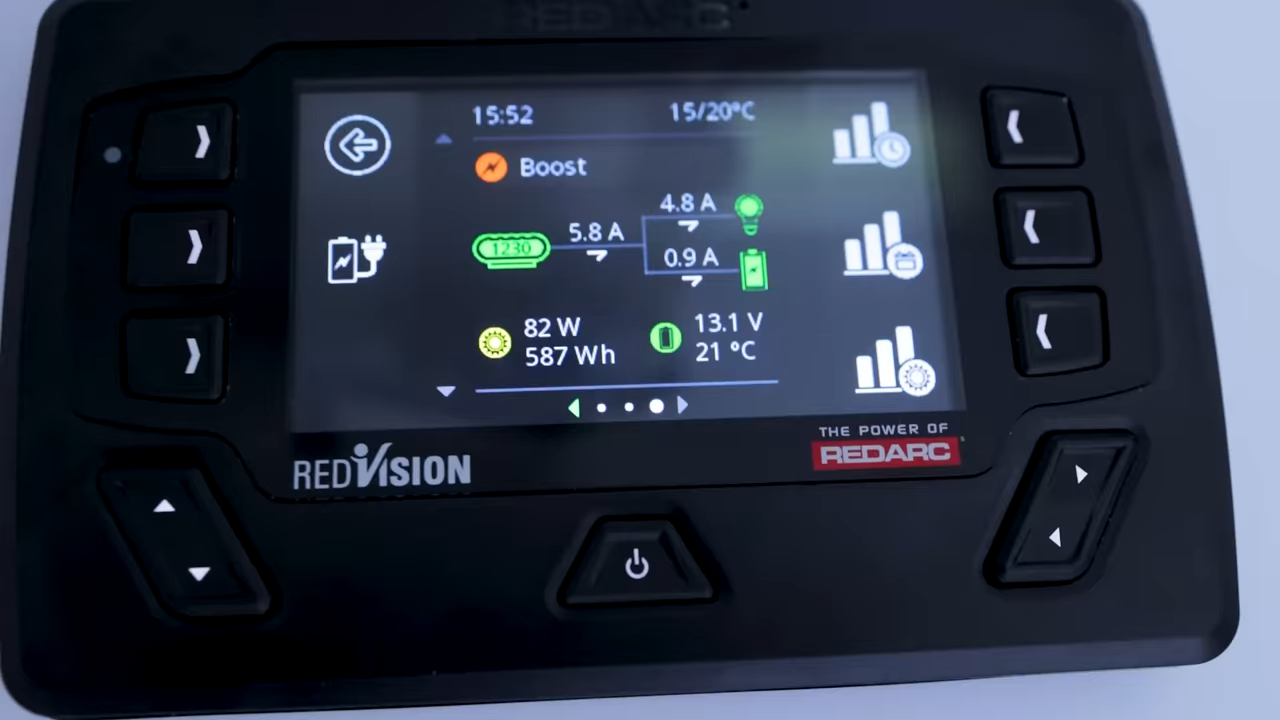 REDARC
15:52 15/20°C
Boost
4.8 A
5.8 A
1230
0.9 A
82 W
587 Wh
13.1 V
21 °C
REDVISION
THE POWER OF
REDARC